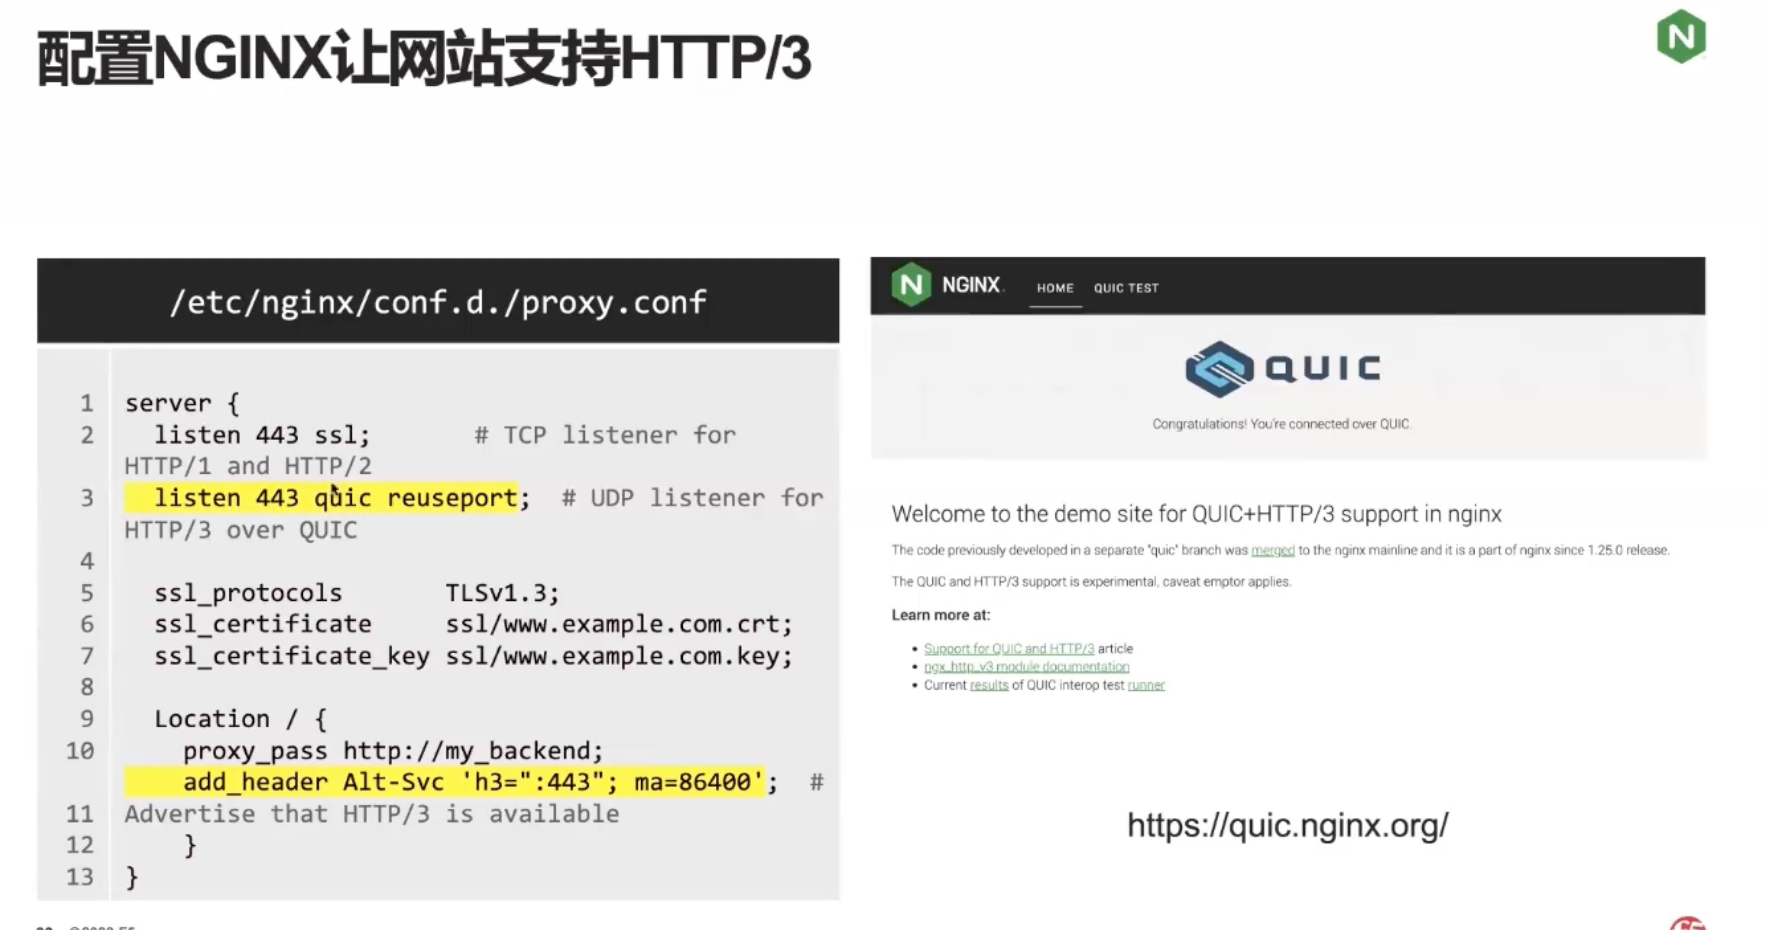 配置NGINX让网站支持HTTP/3
N
/etc/nginx/conf.d./proxy.conf
1 server {
2 listen 443 ssl; # TCP listener for
HTTP/1 and HTTP/2
3 listen 443 quic reuseport; # UDP listener for
HTTP/3 over QUIC
4
5 ssl_protocols TLSv1.3;
6 ssl_certificate ssl/www.example.com.crt;
7 ssl_certificate_key ssl/www.example.com.key;
8
9 Location / {
10 proxy_pass http://my_backend;
add_header Alt-Svc 'h3=":443"; ma=86400'; #
11 Advertise that HTTP/3 is available
12 }
13 }
N NGINX HOME QUIC TEST
QUIC
Congratulations! You're connected over QUIC.
Welcome to the demo site for QUIC+HTTP/3 support in nginx
The code previously developed in a separate "quic" branch was merged to the nginx mainline and it is a part of nginx since 1.25.0 release.
The QUIC and HTTP/3 support is experimental, caveat emptor applies.
Learn more at:
• Support for QUIC and HTTP/3 article
• ngx_http_v3 module documentation
• Current results of QUIC interop test runner
https://quic.nginx.org/